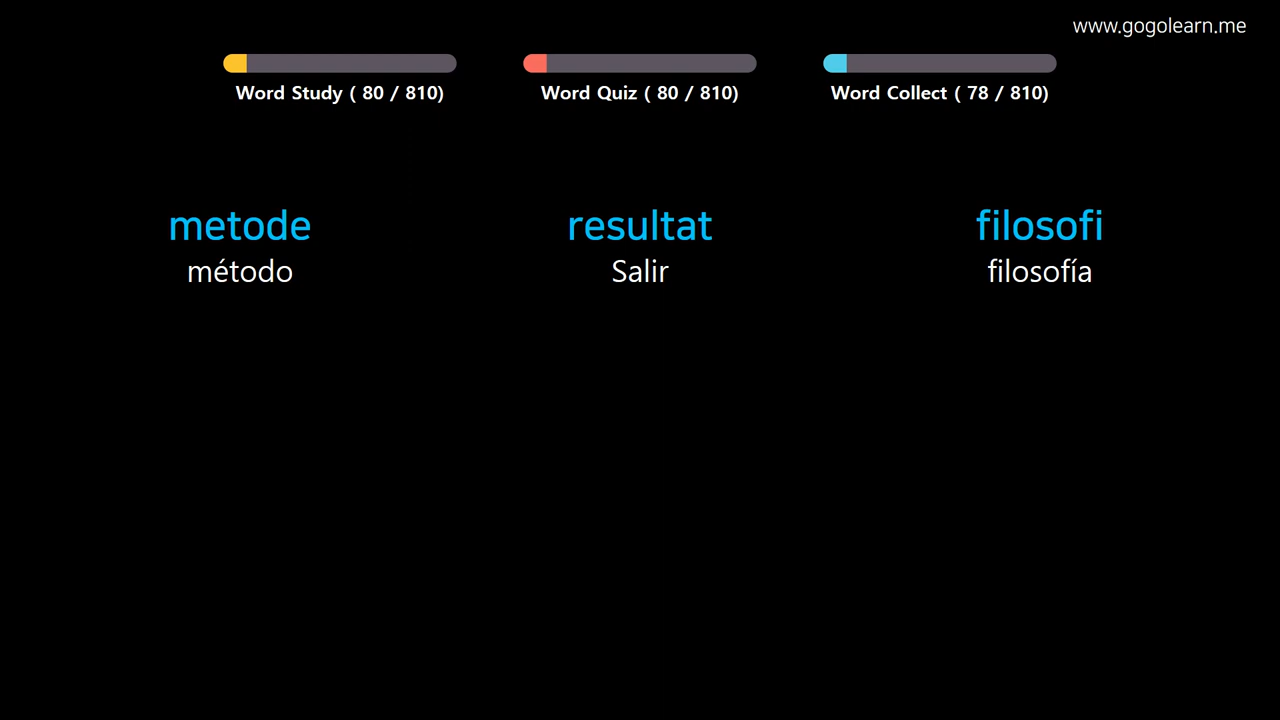 www.gogolearn.me
Word Study ( 80 / 810)
Word Quiz ( 80 / 810)
Word Collect ( 78 / 810)
metode
método
resultat
Salir
filosofi
filosofía